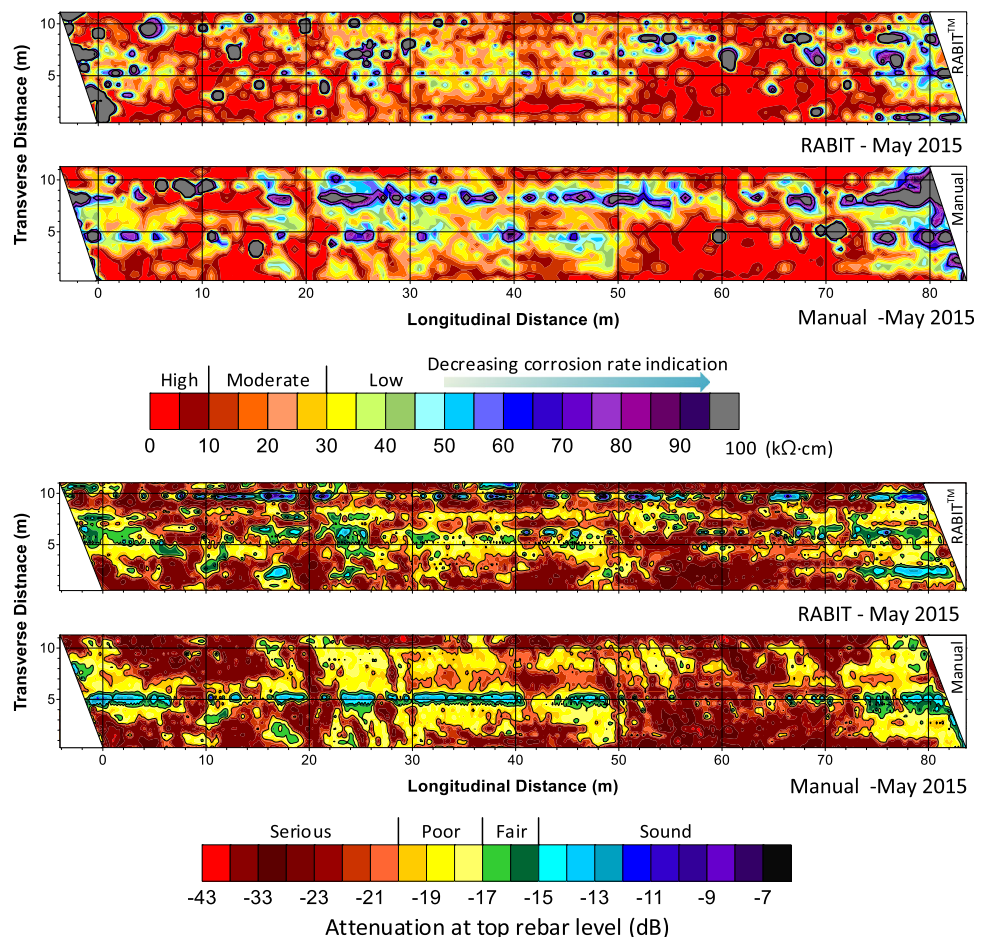 Transverse Distnace (m)
10
5
RABIT™
RABIT - May 2015
10
5
Manual
0 10 20 30 40 50 60 70 80
Longitudinal Distance (m)
Manual -May 2015
Decreasing corrosion rate indication
High Moderate Low
0 10 20 30 40 50 60 70 80 90 100 (kΩ·cm)
Transverse Distnace (m)
10
5
RABIT™
RABIT - May 2015
10
5
Manual
0 10 20 30 40 50 60 70 80
Longitudinal Distance (m)
Manual -May 2015
Serious Poor Fair Sound
-43 -33 -23 -21 -19 -17 -15 -13 -11 -9 -7
Attenuation at top rebar level (dB)